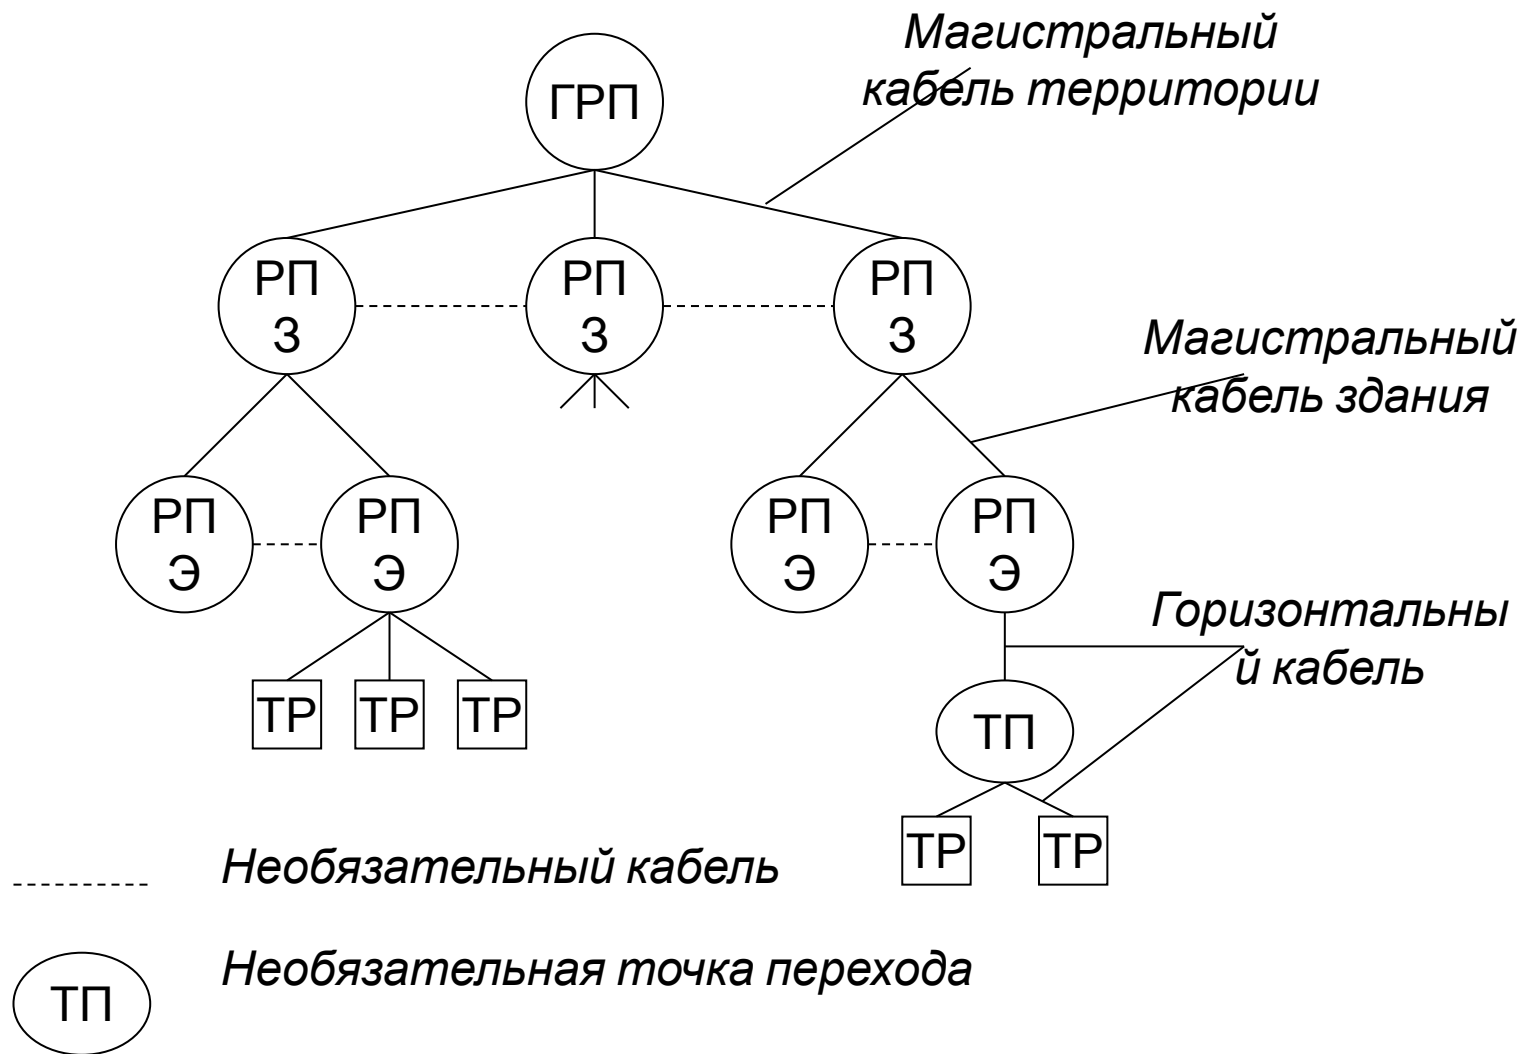 Магистральный
кабель территории
ГРП
РП
З
РП
З
РП
З
Магистральный
кабель здания
РП
Э
РП
Э
РП
Э
РП
Э
Горизонтальны
й кабель
ТР
ТР
ТР
ТП
ТР
ТР
Необязательный кабель
Необязательная точка перехода
ТП